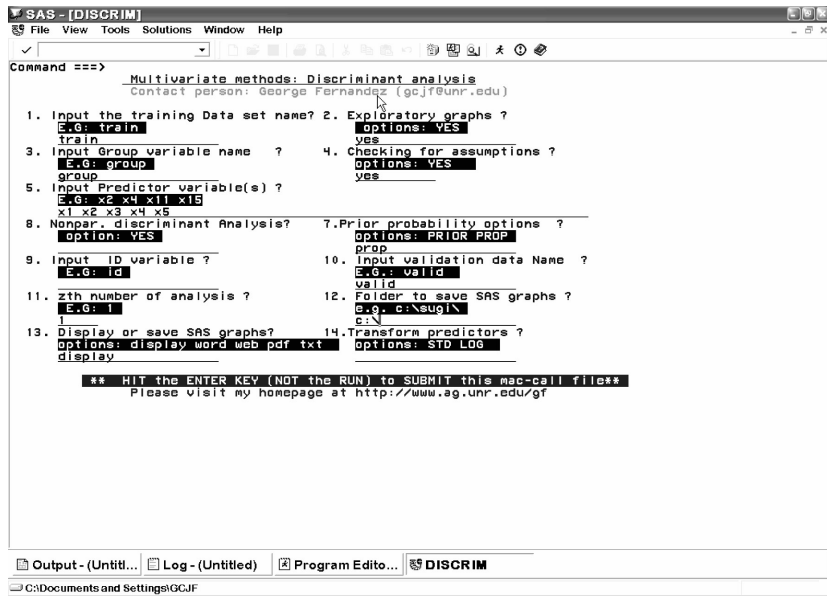 SAS - [DISCRIM]
File View Tools Solutions Window Help
Command ===>
Multivariate methods: Discriminant analysis
Contact person: George Fernandez (gcjf@unr.edu)
1. Input the training Data set name? 2. Exploratory graphs ?
E.G: train options: YES
train yes
3. Input Group variable name ? 4. Checking for assumptions ?
E.G: group options: YES
group yes
5. Input Predictor variable(s) ?
E.G: x2 x4 x11 x15
x1 x2 x3 x4 x5
8. Nonpar. discriminant Analysis? 7.Prior probability options ?
option: YES options: PRIOR PROP
prop
9. Input ID variable ? 10. Input validation data Name ?
E.G: id E.G.: valid
valid
11. zth number of analysis ? 12. Folder to save SAS graphs ?
E.G: 1 e.g. c:\sugi\
1 c:\
13. Display or save SAS graphs? 14.Transform predictors ?
options: display word web pdf txt options: STD LOG
display
** HIT the ENTER KEY (NOT the RUN) to SUBMIT this mac-call file**
Please visit my homepage at http://www.ag.unr.edu/gf
Output - (Untitl... Log - (Untitled) Program Edito... DISCRIM
C:\Documents and Settings\GCJF